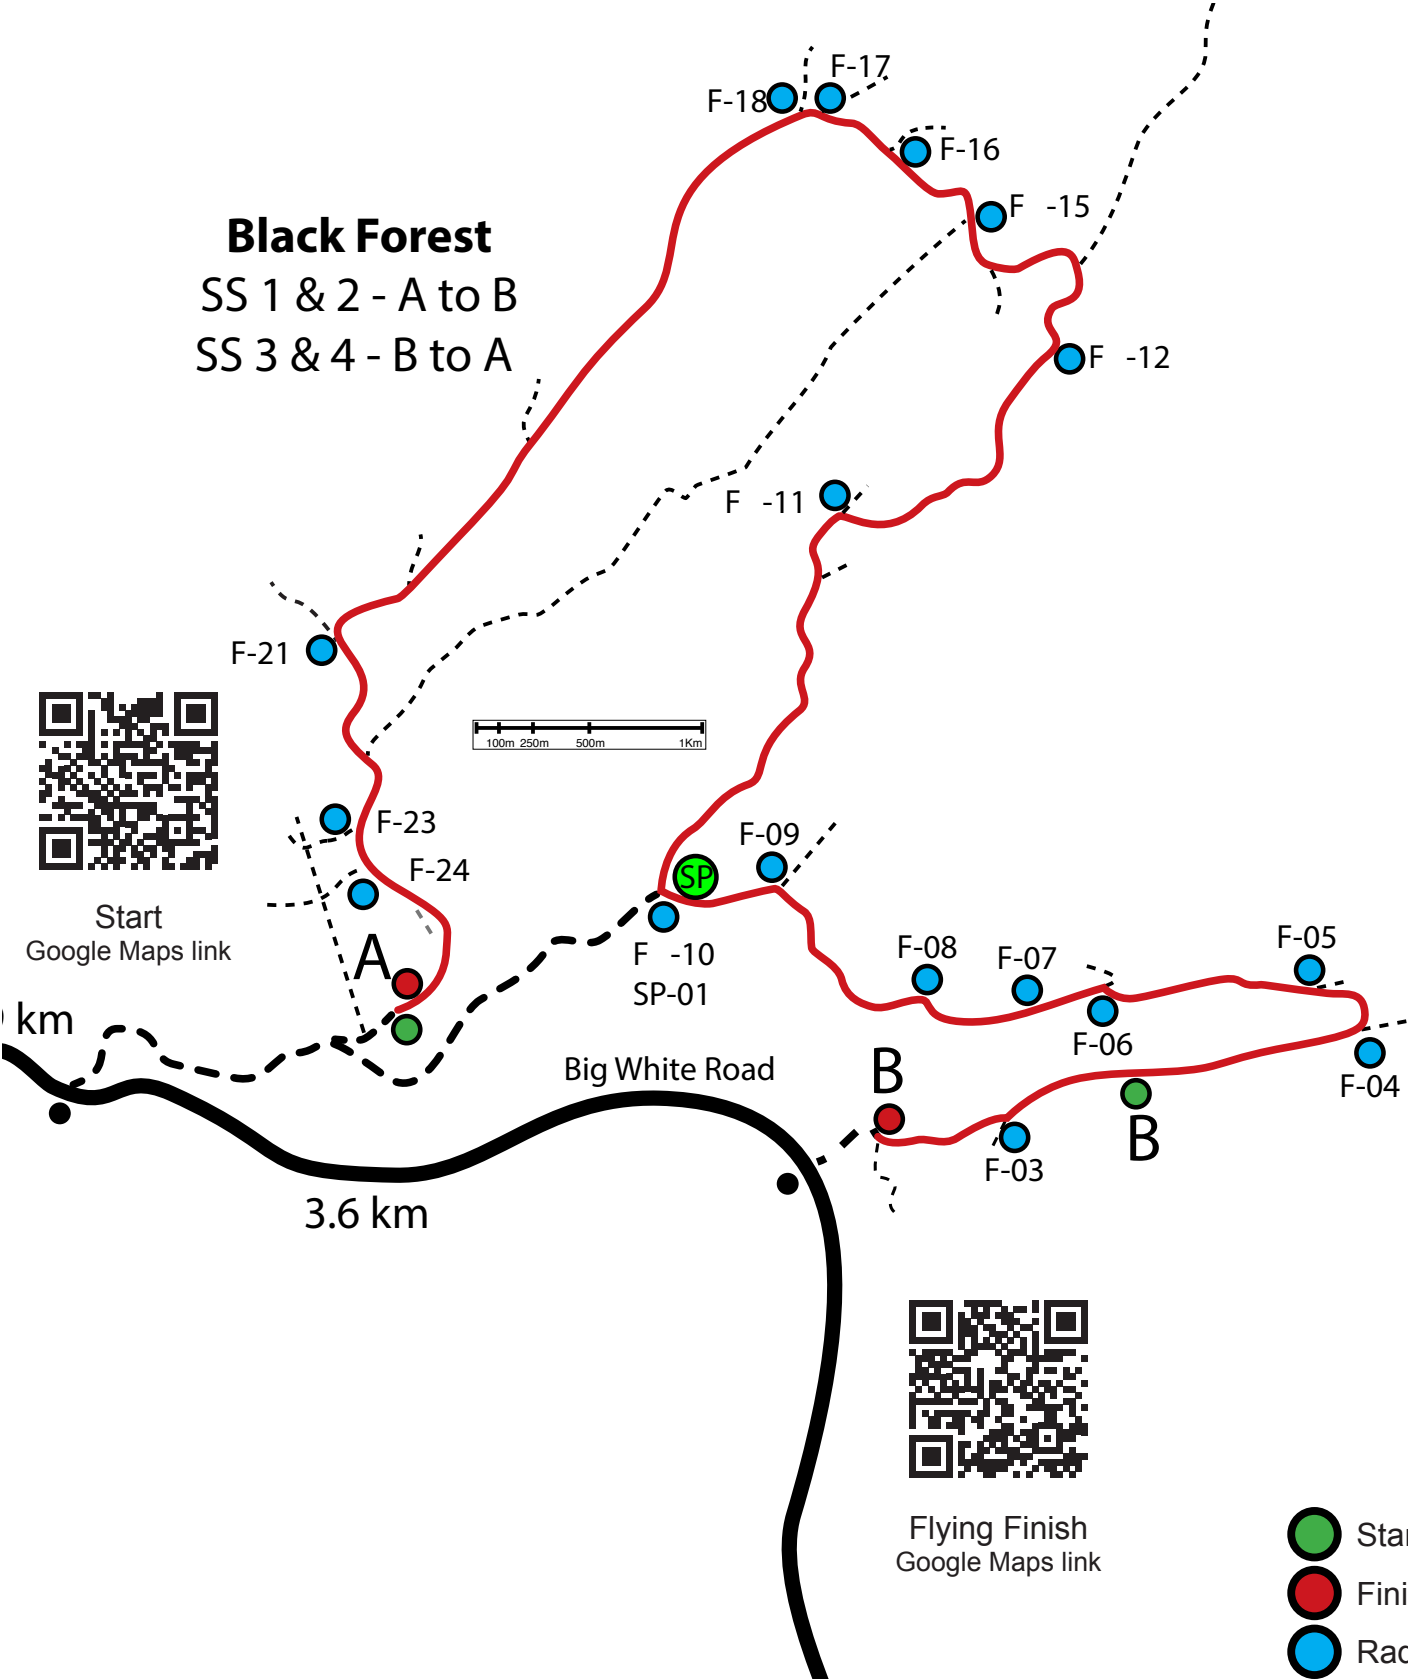 F-17
F-18
F-16
F -15
Black Forest
SS 1 & 2 - A to B
SS 3 & 4 - B to A
F -12
F -11
F-21
100m 250m 500m 1Km
F-23
F-09
F-24
SP
Start
Google Maps link
A
F -10
SP-01
F-08
F-07
F-05
km
F-06
Big White Road
B
F-04
B
F-03
3.6 km
Flying Finish
Google Maps link